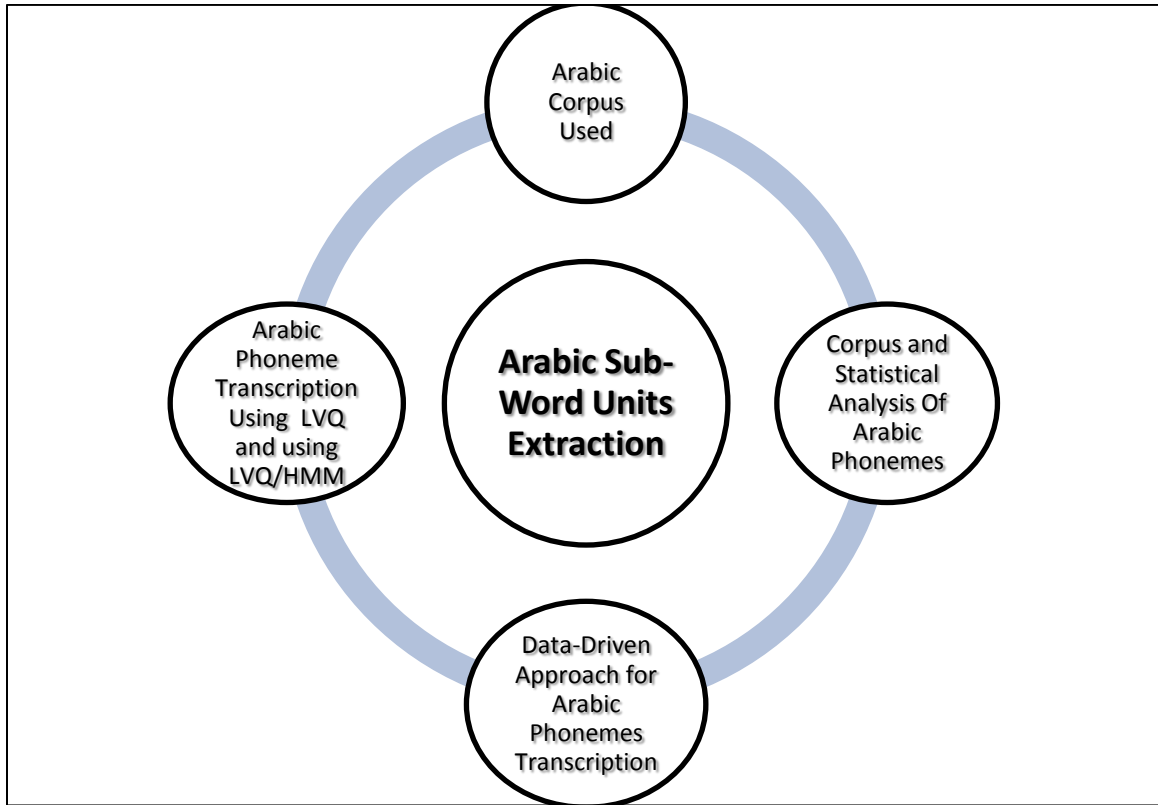 Arabic
Corpus
Used
Corpus and
Statistical
Analysis Of
Arabic
Phonemes
Data-Driven
Approach for
Arabic
Phonemes
Transcription
Arabic
Phoneme
Transcription
Using LVQ
and using
LVQ/HMM
Arabic Sub-
Word Units
Extraction